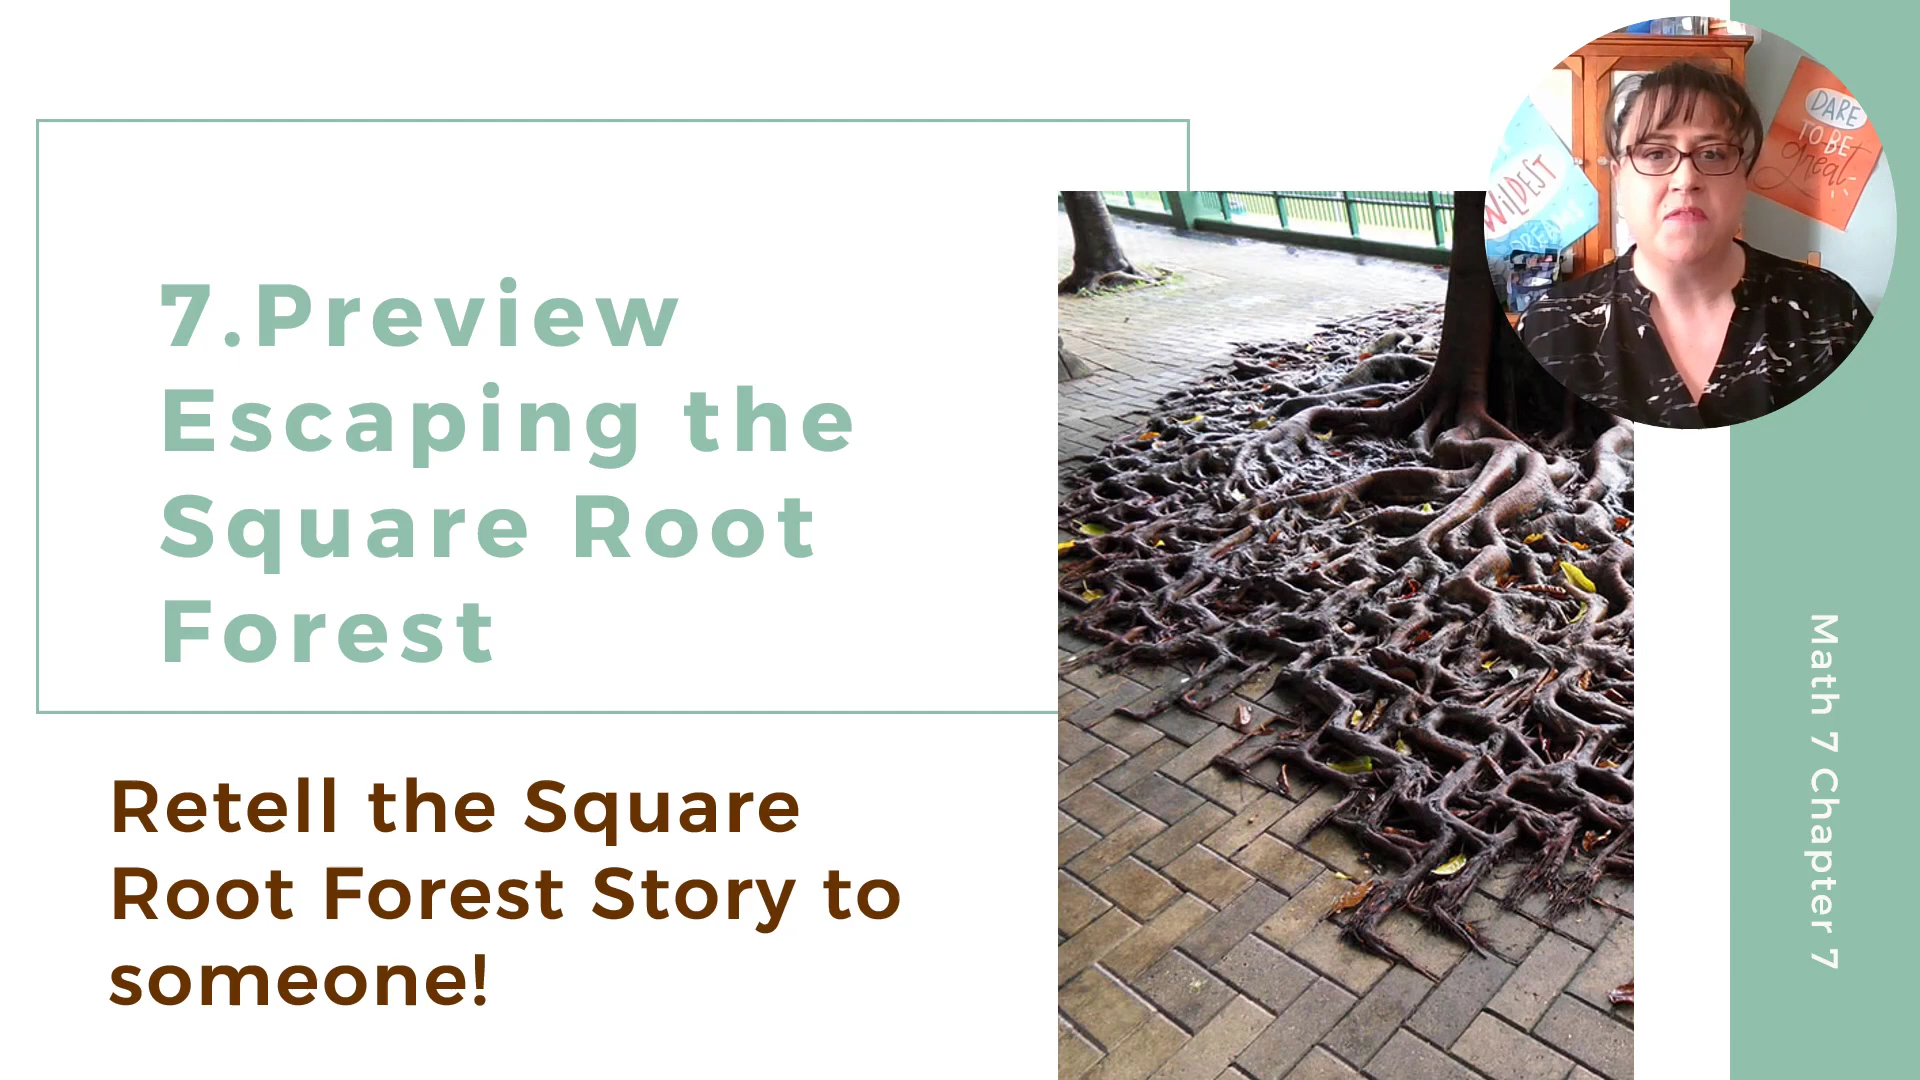 7.Preview
Escaping the
Square Root
Forest
Retell the Square
Root Forest Story to
someone!
WiLDEST
DREAMS
DARE
TO BE
great
Math 7 Chapter 7